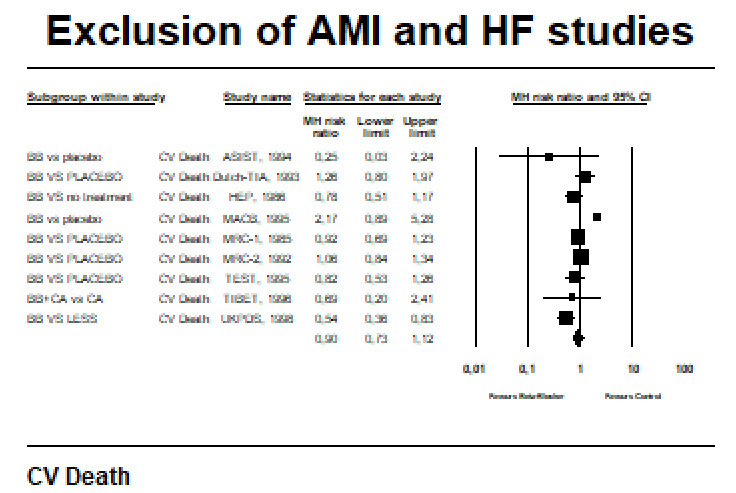 Exclusion of AMI and HF studies
Subgroup within study Study name Statistics for each study MH risk ratio and 95% CI
MH risk Lower Upper
ratio limit limit
BB vs placebo CV Death ASIST, 1994 0,25 0,03 2,24
BB VS PLACEBO CV Death Dutch-TIA, 1993 1,26 0,80 1,97
BB VS no treatment CV Death HEP, 1986 0,78 0,51 1,17
BB vs placebo CV Death MACB, 1995 2,17 0,89 5,28
BB VS PLACEBO CV Death MRC-1, 1985 0,92 0,69 1,23
BB VS PLACEBO CV Death MRC-2, 1992 1,06 0,84 1,34
BB VS PLACEBO CV Death TEST, 1995 0,82 0,53 1,26
BB+CA vs CA CV Death TIBET, 1996 0,69 0,20 2,41
BB VS LESS CV Death UKPDS, 1998 0,54 0,36 0,83
0,90 0,73 1,12
0,01 0,1 1 10 100
Favours Beta-Blocker Favours Control
CV Death